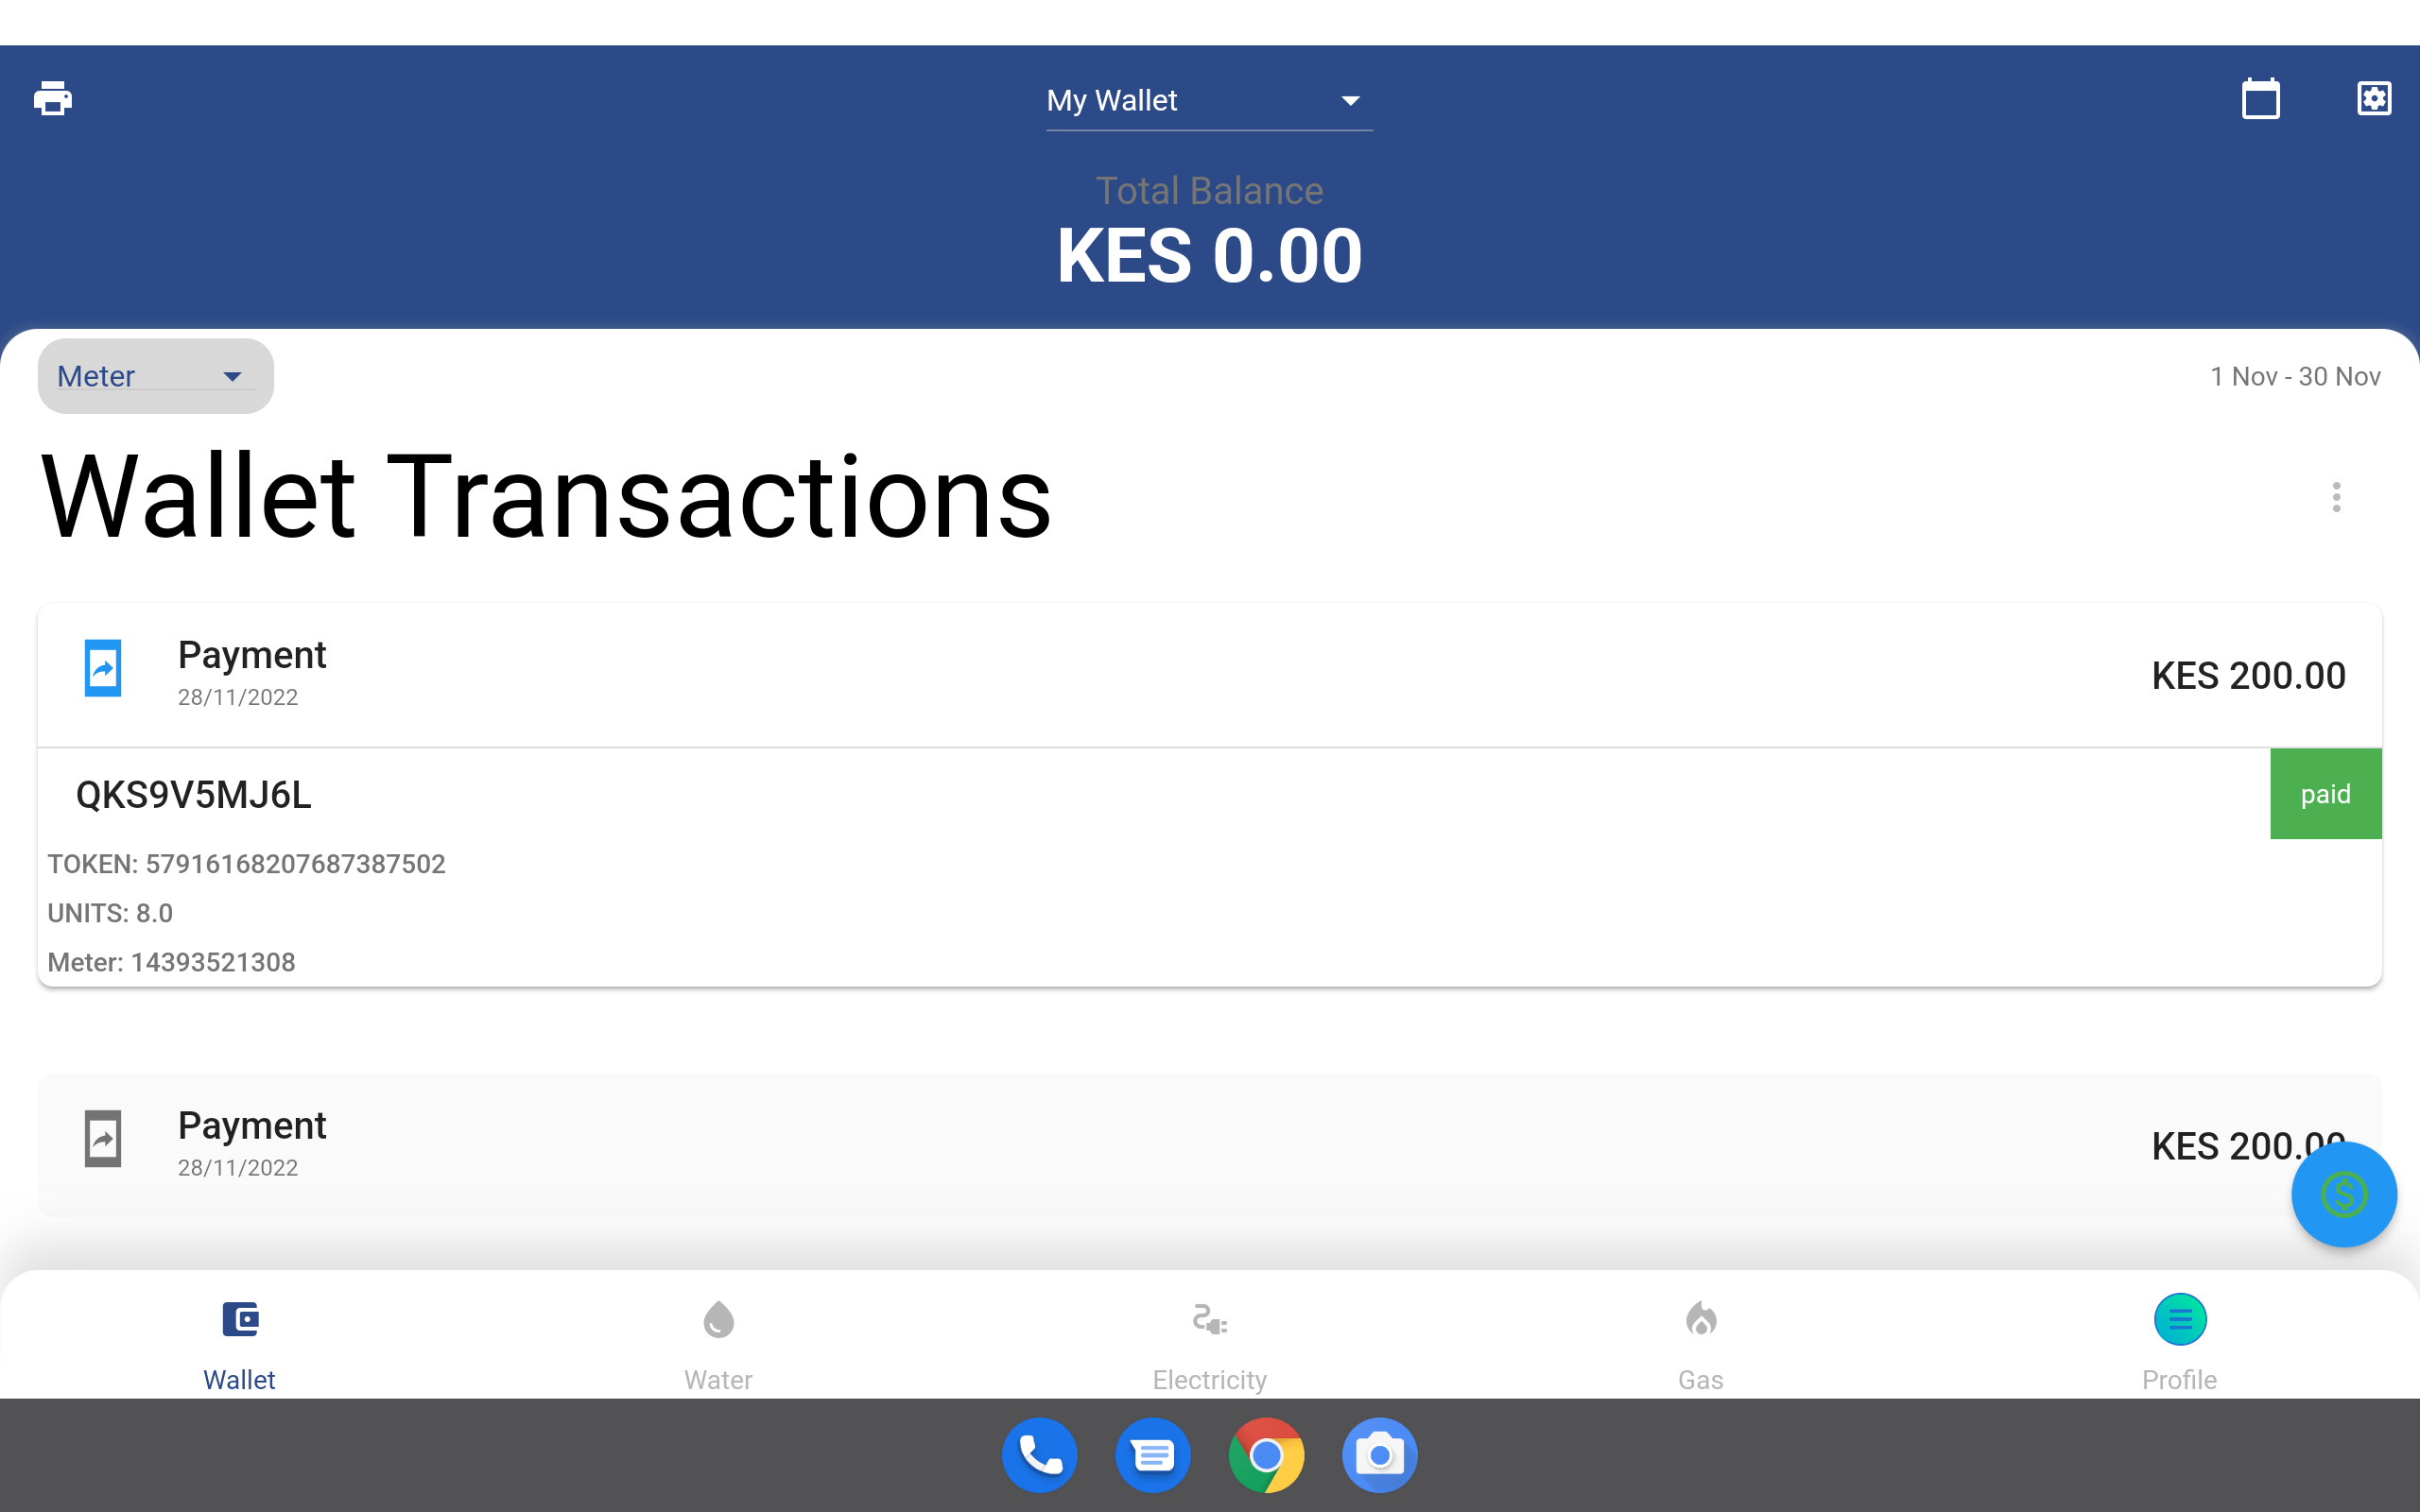 My Wallet
Total Balance
KES 0.00
Meter
1 Nov - 30 Nov
Wallet Transactions
Payment
28/11/2022
KES 200.00
QKS9V5MJ6L
paid
TOKEN: 57916168207687387502
UNITS: 8.0
Meter: 14393521308
Payment
28/11/2022
KES 200.00
Wallet
Water
Electricity
Gas
Profile